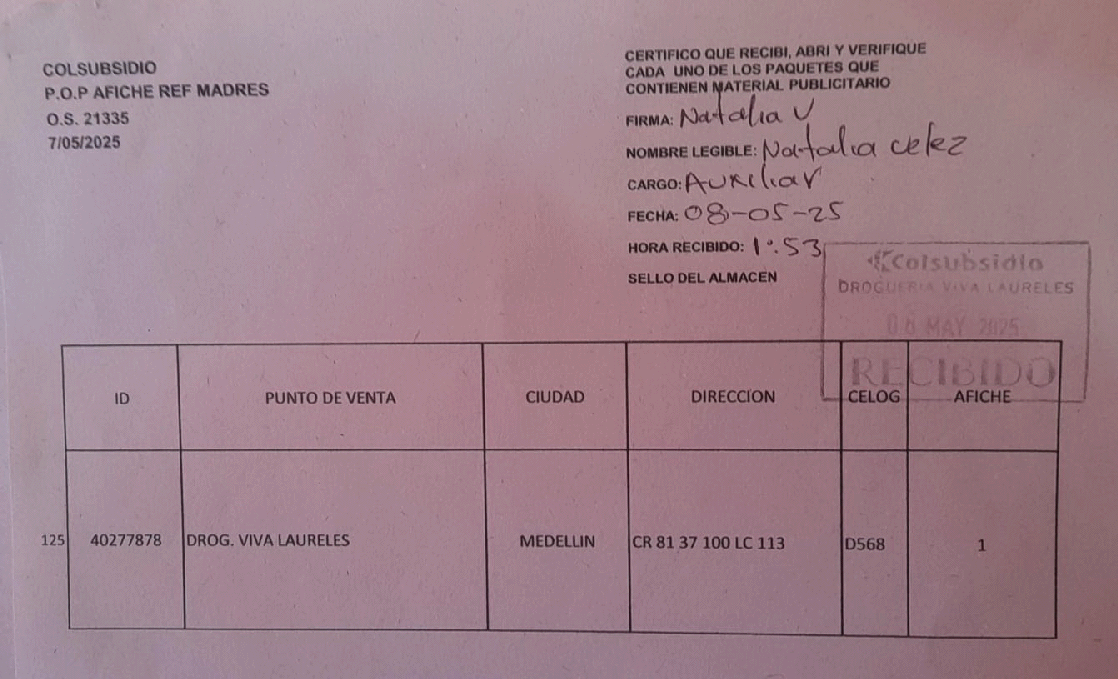 COLSUBSIDIO
P.O.P AFICHE REF MADRES
O.S. 21335
7/05/2025
CERTIFICO QUE RECIBI, ABRI Y VERIFIQUE
CADA UNO DE LOS PAQUETES QUE
CONTIENEN MATERIAL PUBLICITARIO
FIRMA: Natalia V
NOMBRE LEGIBLE: Natalia
CARGO: Auxiliar
FECHA: 08-05-25
HORA RECIBIDO: 1:53
SELLO DEL ALMACEN
Colsubsidio
DROGUERIA VIVA LAURELES
MAY 2025
RECIBIDO
ID PUNTO DE VENTA CIUDAD DIRECCION CELOG AFICHE
125 40277878 DROG. VIVA LAURELES MEDELLIN CR 81 37 100 LC 113 D568 1